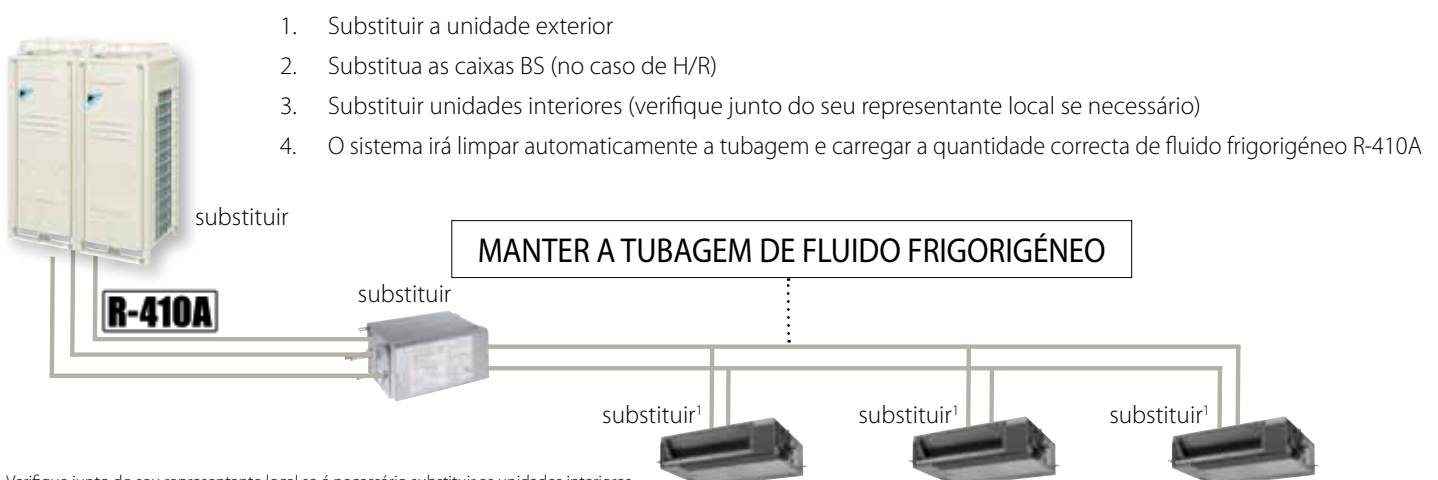 1. Substituir a unidade exterior
2. Substitua as caixas BS (no caso de H/R)
3. Substituir unidades interiores (verifique junto do seu representante local se necessário)
4. O sistema irá limpar automaticamente a tubagem e carregar a quantidade correcta de fluido frigorigéneo R-410A
substituir
MANTER A TUBAGEM DE FLUIDO FRIGORIGÉNEO
substituir
R-410A
substituir¹ substituir¹ substituir¹
Verifique junto do seu representante local se é necessário substituir as unidades interiores